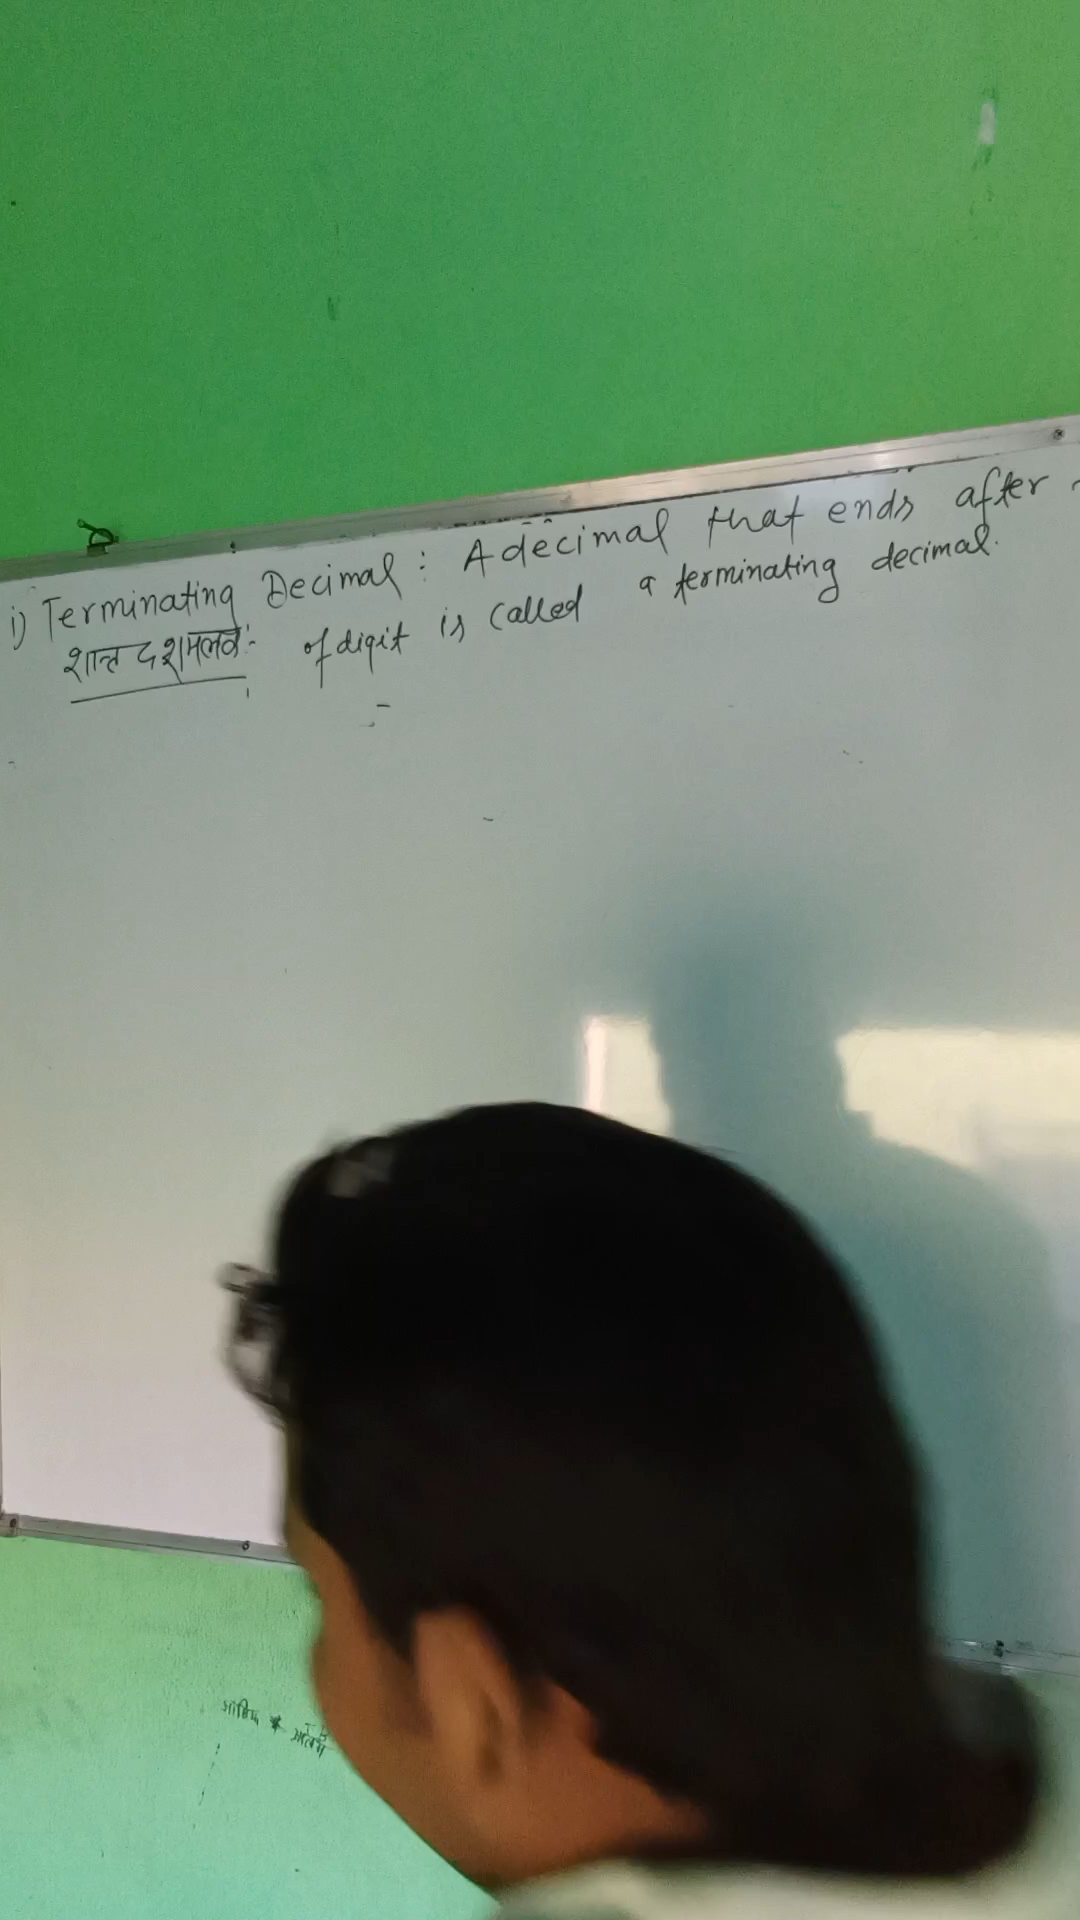 i) Terminating Decimal : A decimal that ends after
शान्त दशमलव :- of digit is called a terminating decimal.